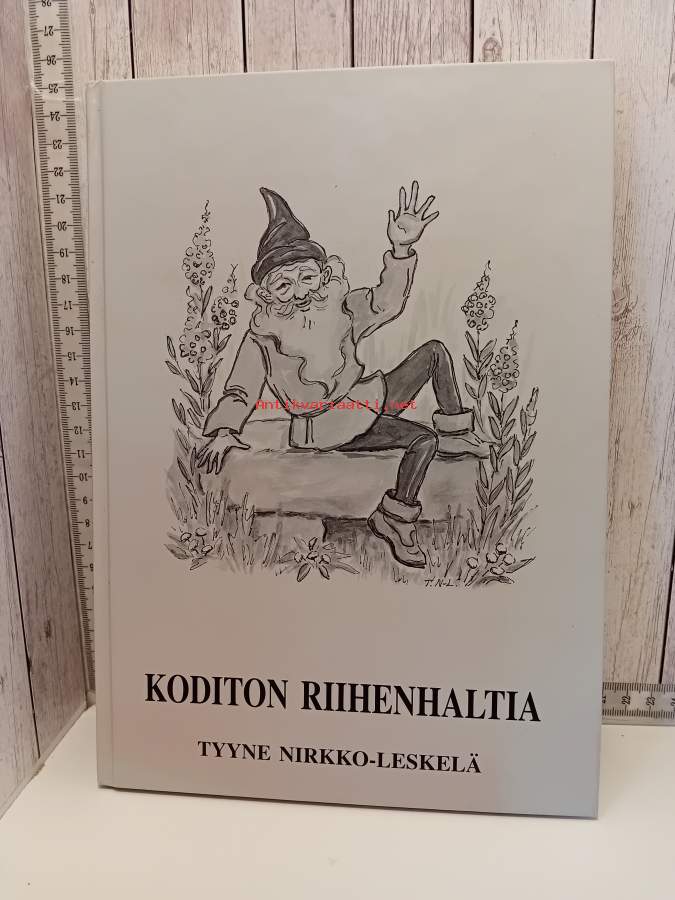 Antikvariaatti.net
T. N-L.
KODITON RIIHENHALTIA
TYYNE NIRKKO-LESKELÄ